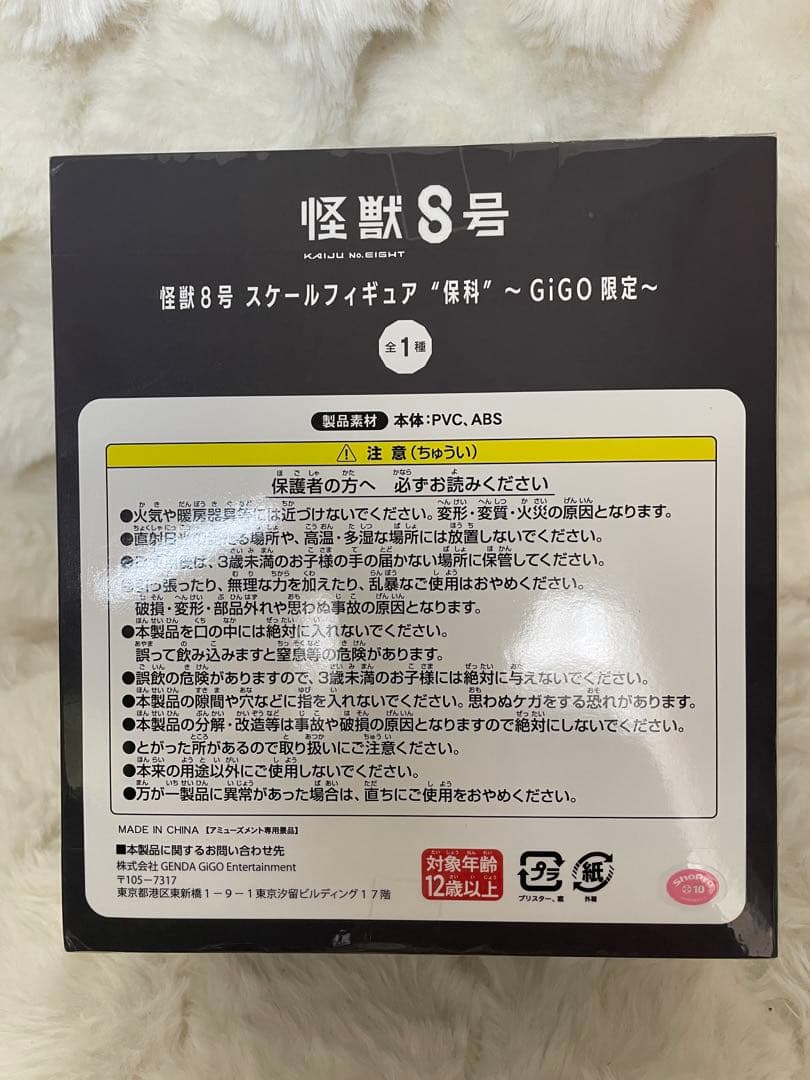 怪獣8号
KAIJU No.EIGHT
怪獣8号 スケールフィギュア “保科” ～GiGO限定～
全1種
製品素材 本体:PVC、ABS
注意(ちゅうい)
保護者の方へ 必ずお読みください
●火気や暖房器具等には近づけないでください。変形・変質・火災の原因となります。
●直射日光の る場所や、高温・多湿な場所には放置しないでください。
は、3歳未満のお子様の手の届かない場所に保管してください。
●引っ張ったり、無理な力を加えたり、乱暴なご使用はおやめください。
破損・変形・部品外れや思わぬ事故の原因となります。
●本製品を口の中には絶対に入れないでください。
誤って飲み込みますと窒息等の危険があります。
●誤飲の危険がありますので、3歳未満のお子様には絶対に与えないでください。
●本製品の隙間や穴などに指を入れないでください。思わぬケガをする恐れがあります。
●本製品の分解・改造等は事故や破損の原因となりますので絶対にしないでください。
●とがった所があるので取り扱いにご注意ください。
●本来の用途以外にご使用しないでください。
●万が一製品に異常があった場合は、直ちにご使用をおやめください。
MADE IN CHINA 【アミューズメント専用景品】
■本製品に関するお問い合わせ先
株式会社 GENDA GiGO Entertainment
〒105-7317
東京都港区東新橋1-9-1東京汐留ビルディング17階
対象年齢
12歳以上
プラ
ブリスター、窓
紙
外箱
ShoPro
10